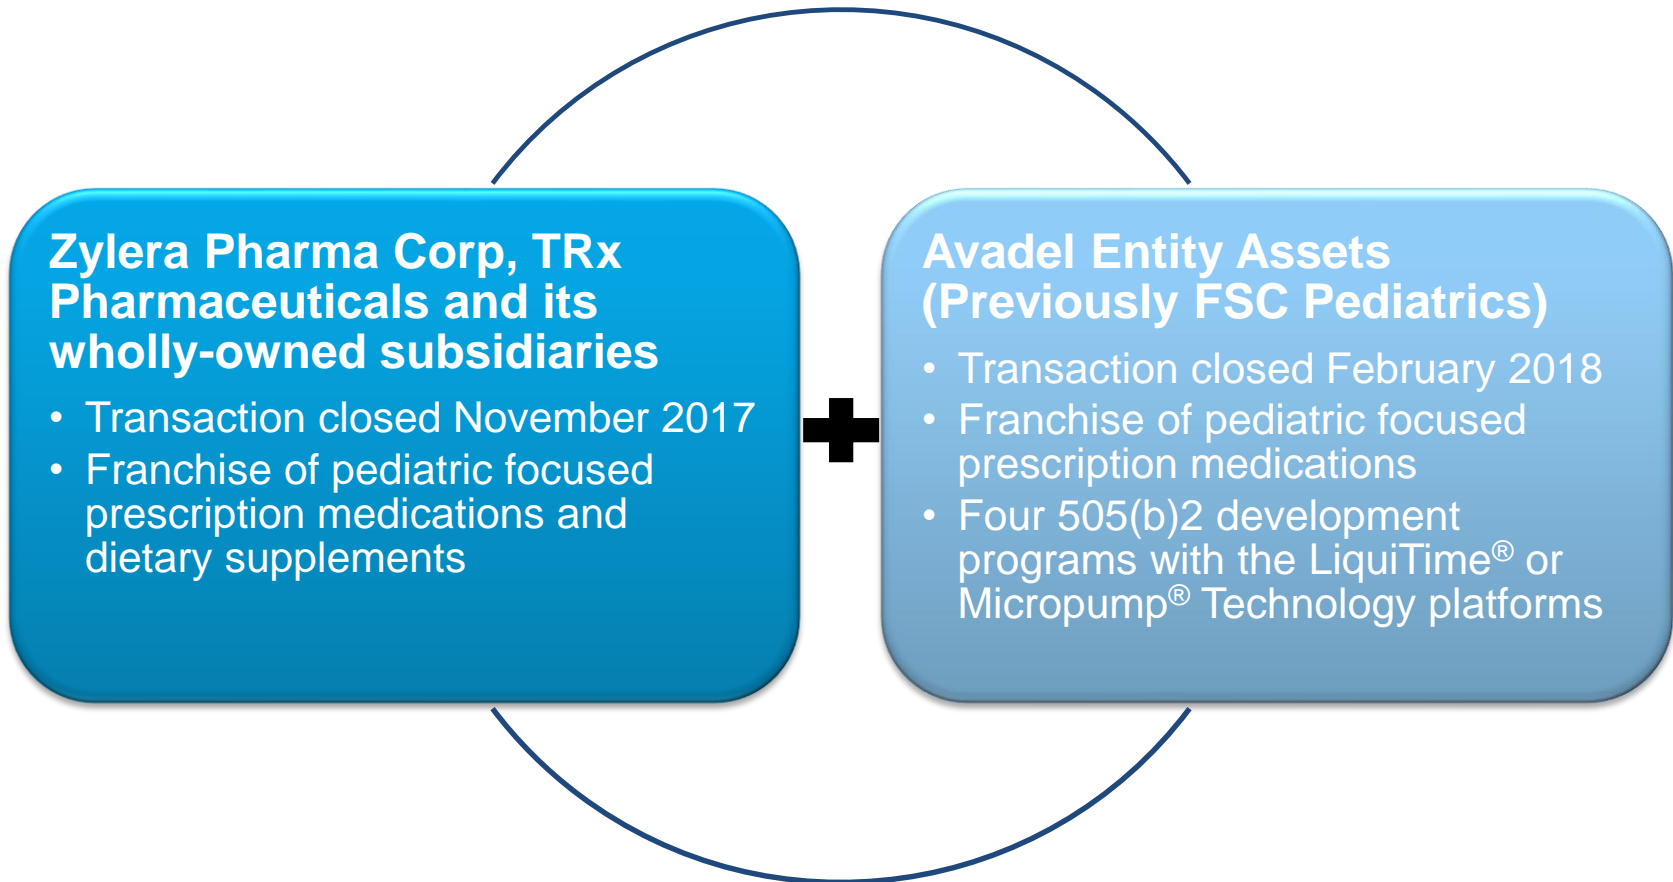 Zylera Pharma Corp, TRx
Pharmaceuticals and its
wholly-owned subsidiaries
• Transaction closed November 2017
• Franchise of pediatric focused
prescription medications and
dietary supplements
Avadel Entity Assets
(Previously FSC Pediatrics)
• Transaction closed February 2018
• Franchise of pediatric focused
prescription medications
• Four 505(b)2 development
programs with the LiquiTime® or
Micropump® Technology platforms